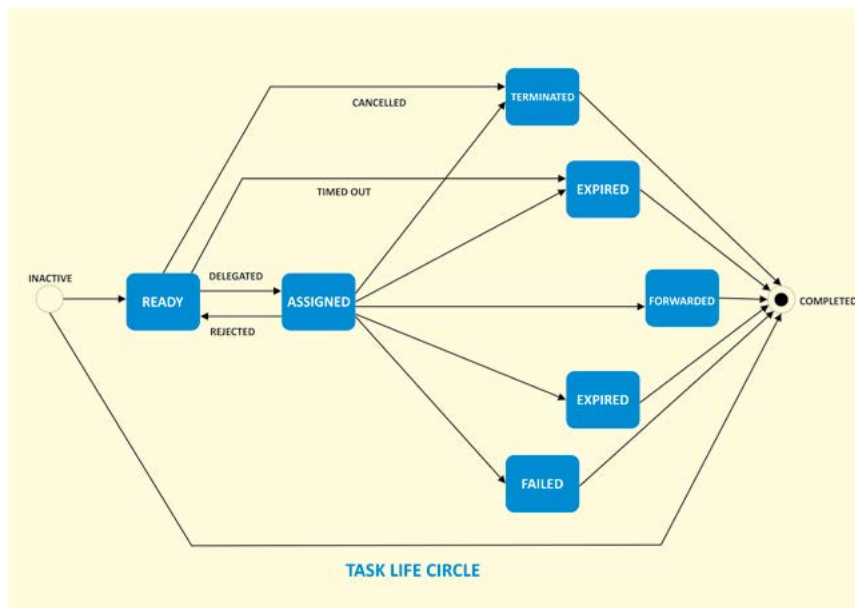 TERMINATED
CANCELLED
EXPIRED
TIMED OUT
INACTIVE
DELEGATED
READY
ASSIGNED
FORWARDED
COMPLETED
REJECTED
EXPIRED
FAILED
TASK LIFE CIRCLE